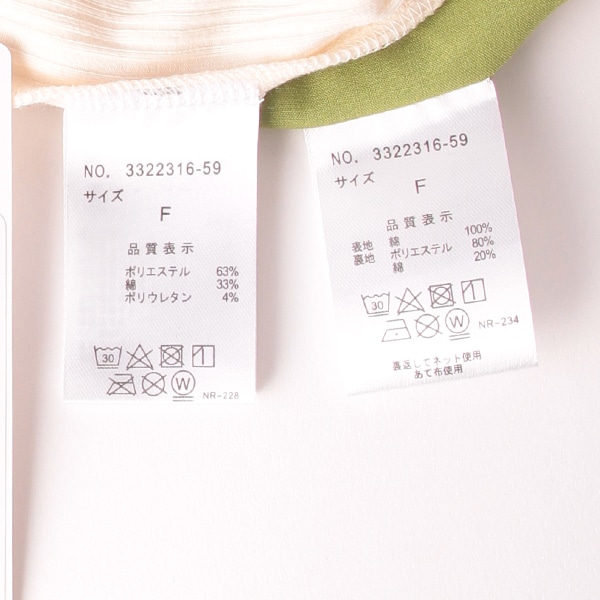 NO. 3322316-59
サイズ
F
品質表示
ポリエステル 63%
綿 33%
ポリウレタン 4%
30
W
NR-228
NO. 3322316-59
サイズ
F
品質表示
表地 綿 100%
裏地 ポリエステル 80%
綿 20%
30
W NR-234
裏返してネット使用
あて布使用